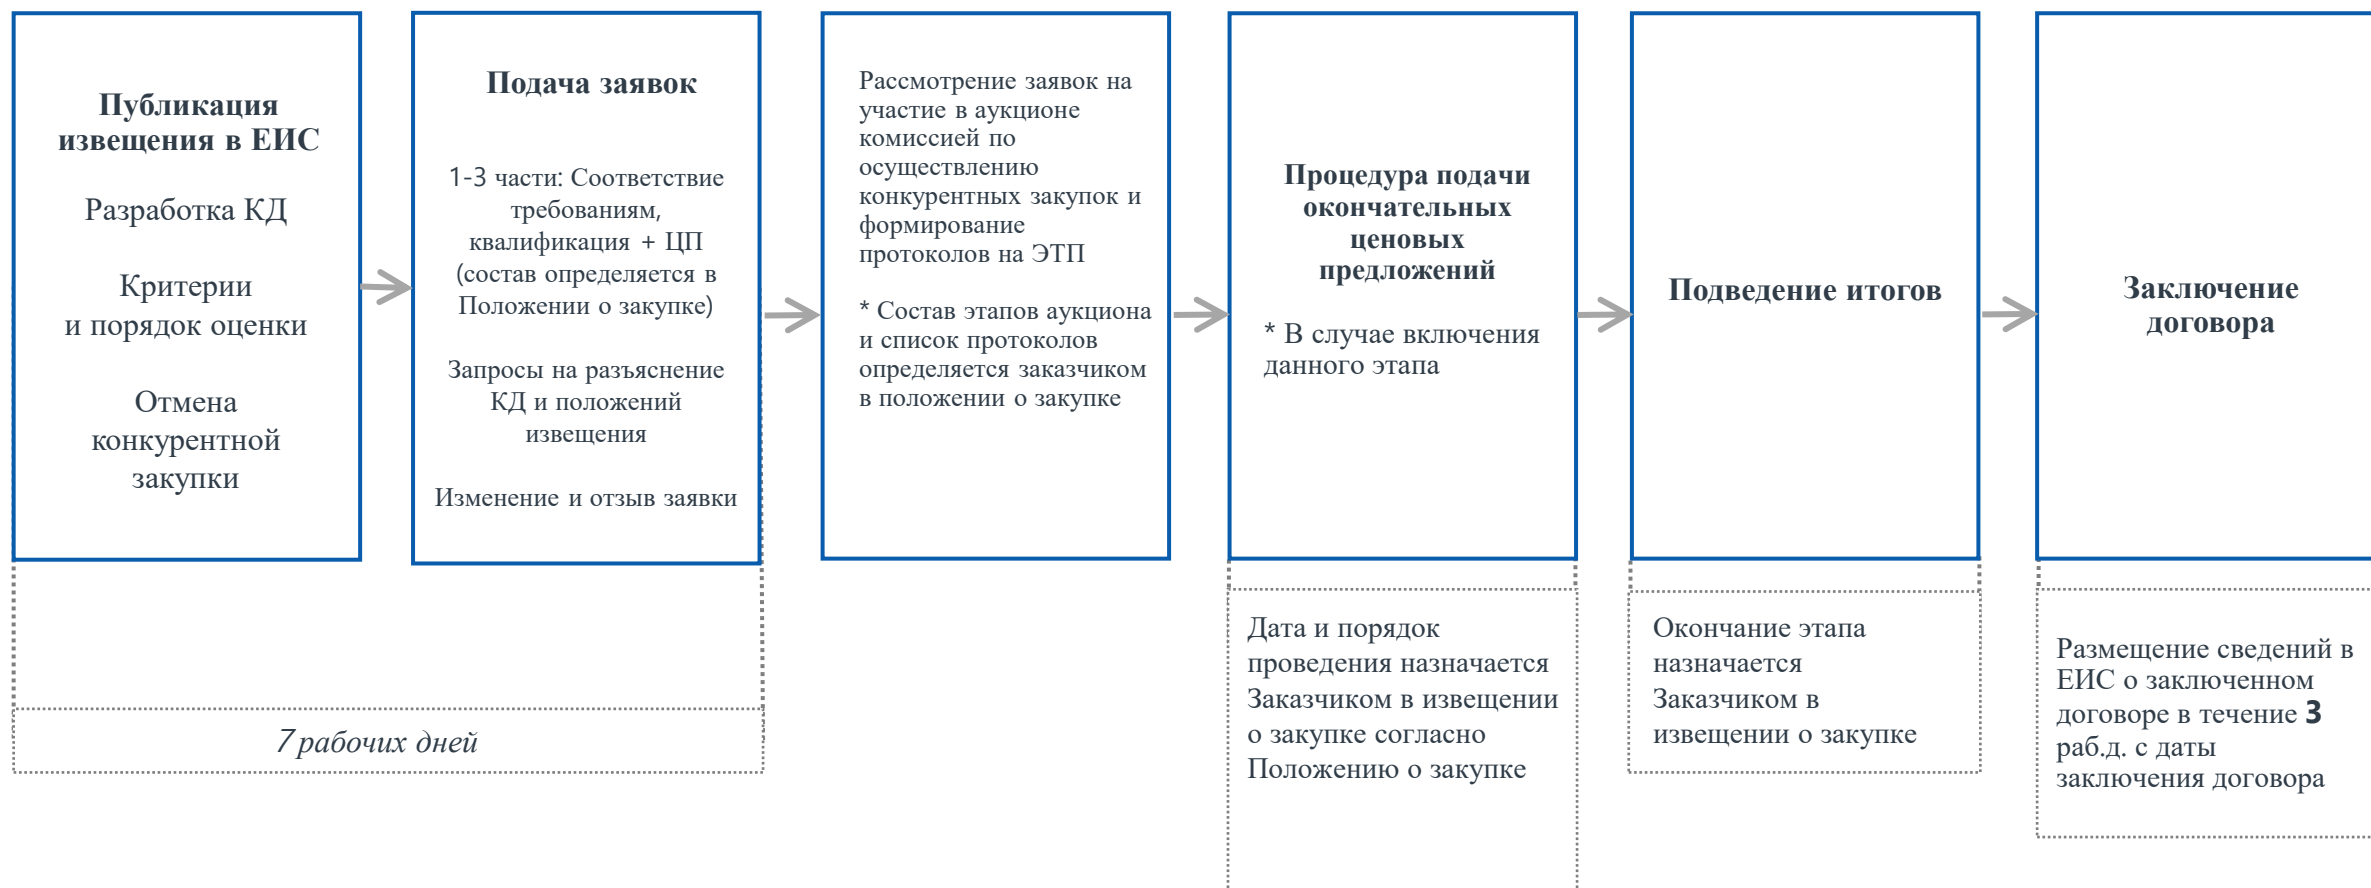 Публикация
извещения в ЕИС
Разработка КД
Критерии
и порядок оценки
Отмена
конкурентной
закупки
Подача заявок
1-3 части: Соответствие
требованиям,
квалификация + ЦП
(состав определяется в
Положении о закупке)
Запросы на разъяснение
КД и положений
извещения
Изменение и отзыв заявки
Рассмотрение заявок на
участие в аукционе
комиссией по
осуществлению
конкурентных закупок и
формирование
протоколов на ЭТП
* Состав этапов аукциона
и список протоколов
определяется заказчиком
в положении о закупке
Процедура подачи
окончательных
ценовых
предложений
* В случае включения
данного этапа
Подведение итогов
Заключение
договора
7 рабочих дней
Дата и порядок
проведения назначается
Заказчиком в извещении
о закупке согласно
Положению о закупке
Окончание этапа
назначается
Заказчиком в
извещении о закупке
Размещение сведений в
ЕИС о заключенном
договоре в течение 3
раб.д. с даты
заключения договора